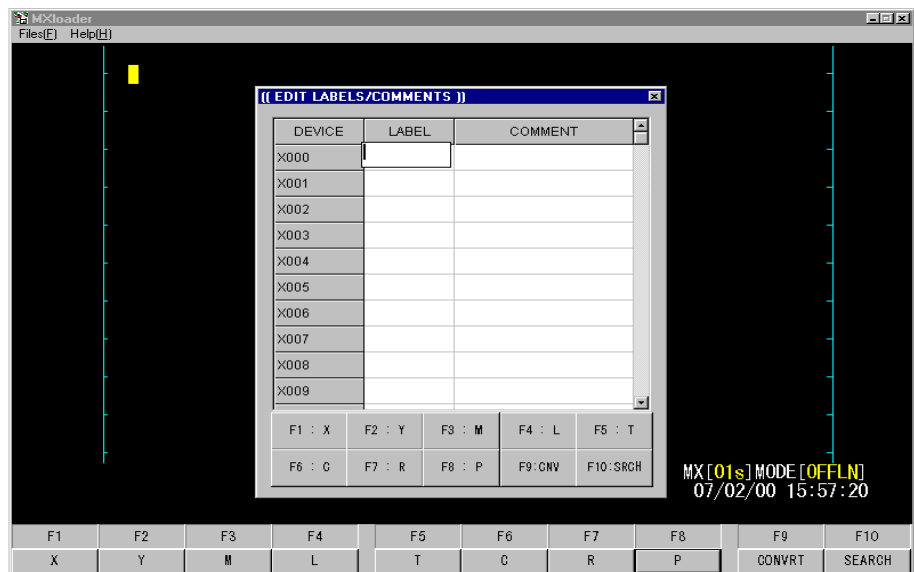 MXloader
Files(F) Help(H)
(( EDIT LABELS/COMMENTS ))
DEVICE LABEL COMMENT
X000
X001
X002
X003
X004
X005
X006
X007
X008
X009
F1 : X F2 : Y F3 : M F4 : L F5 : T
F6 : C F7 : R F8 : P F9:CNV F10:SRCH
MX[01s]MODE[OFFLN]
07/02/00 15:57:20
F1 F2 F3 F4 F5 F6 F7 F8 F9 F10
X Y M L T C R P CONVRT SEARCH